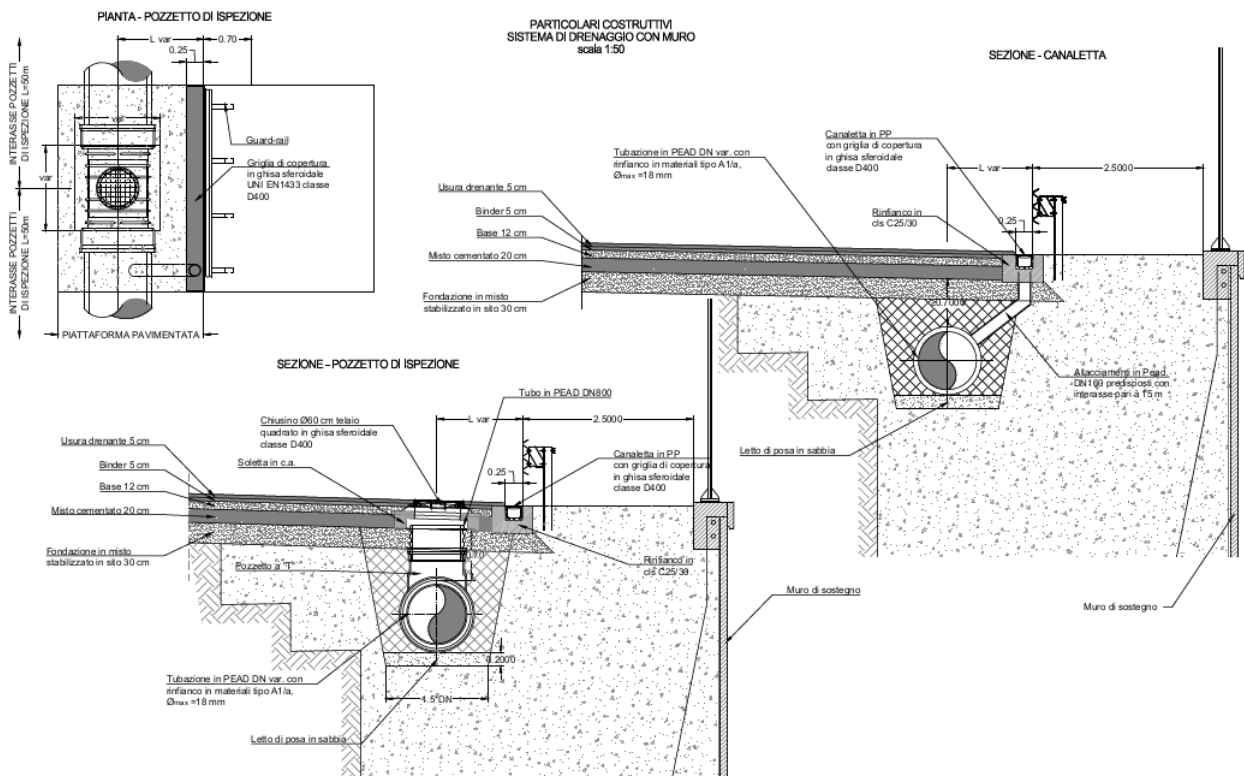 PIANTA - POZZETTO DI ISPEZIONE
L var
0.70
0.25
INTERASSE POZZETTI
DI ISPEZIONE L=50m
INTERASSE POZZETTI
DI ISPEZIONE L=50m
var
var
Guard-rail
Griglia di copertura
in ghisa sferoidale
UNI EN1433 classe
D400
PIATTAFORMA PAVIMENTATA
PARTICOLARI COSTRUTTIVI
SISTEMA DI DRENAGGIO CON MURO
scala 1:50
SEZIONE - CANALETTA
Canaletta in PP
con griglia di copertura
in ghisa sferoidale
classe D400
Tubazione in PEAD DN var. con
rinfianco in materiali tipo A1/a,
Ømax =18 mm
L var
2.5000
Usura drenante 5 cm
Binder 5 cm
Base 12 cm
Misto cementato 20 cm
Fondazione in misto
stabilizzato in sito 30 cm
Rinfianco in
cls C25/30
0.25
0.7000
Allacciamenti in Pead
DN160 predisposti con
interasse pari a 15 m
Letto di posa in sabbia
Muro di sostegno
SEZIONE - POZZETTO DI ISPEZIONE
Tubo in PEAD DN800
Chiusino Ø60 cm telaio
quadrato in ghisa sferoidale
classe D400
L var
2.5000
Soletta in c.a.
0.25
Canaletta in PP
con griglia di copertura
in ghisa sferoidale
classe D400
Usura drenante 5 cm
Binder 5 cm
Base 12 cm
Misto cementato 20 cm
Fondazione in misto
stabilizzato in sito 30 cm
Pozzetto a "T"
0.70
Rinfianco in
cls C25/30
Muro di sostegno
0.2000
1.5*DN
Tubazione in PEAD DN var. con
rinfianco in materiali tipo A1/a,
Ømax =18 mm
Letto di posa in sabbia